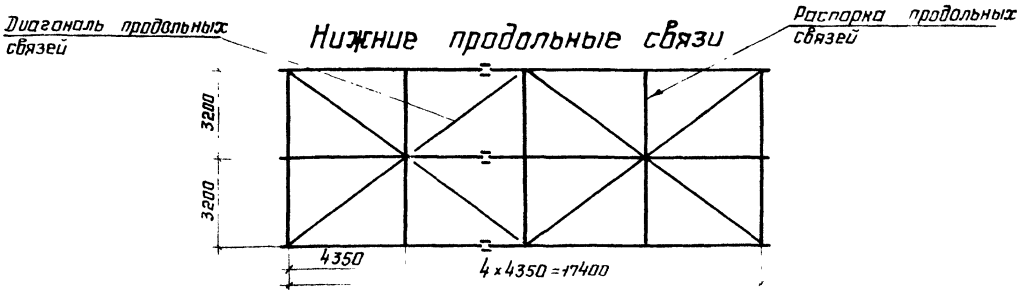 Диагональ продольных
связей
Нижние продольные связи
Распорка продольных
связей
3200
3200
4350
4×4350=17400